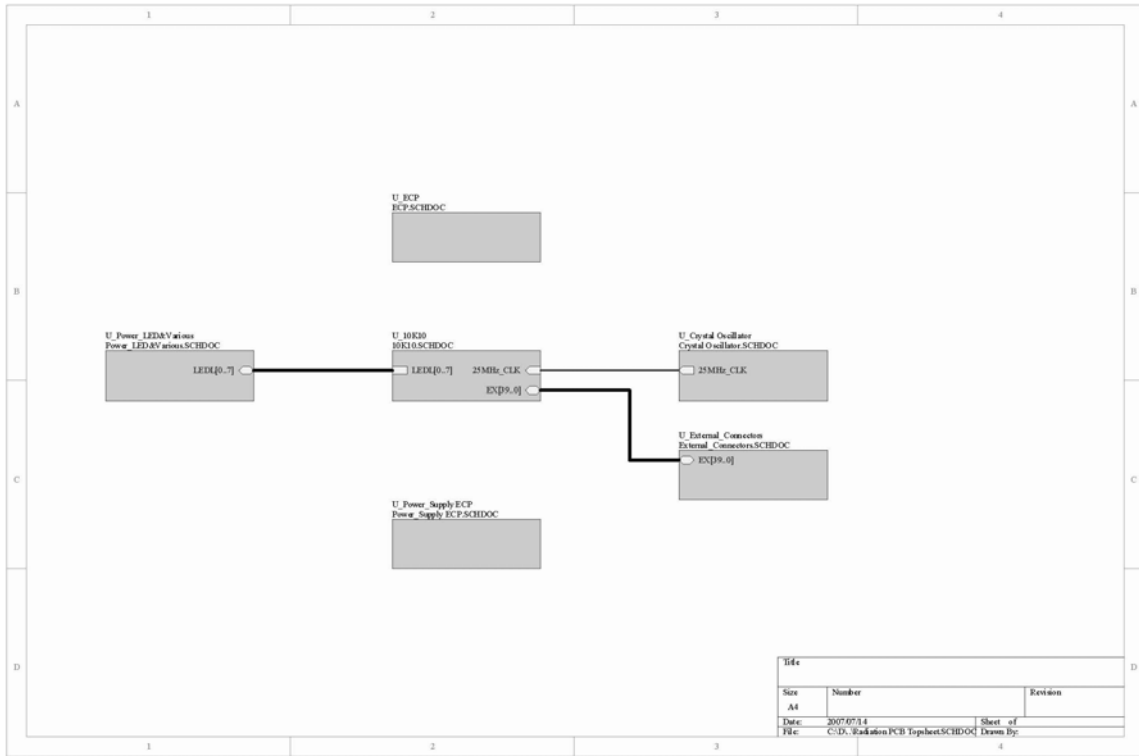 1 2 3 4
A A
U_ECP
ECP.SCHDOC
B B
U_Power_LED&Various
Power_LED&Various.SCHDOC
LEDL[0..7]
U_10K10
10K10.SCHDOC
LEDL[0..7] 25MHz_CLK
EX[39..0]
U_Crystal Oscillator
Crystal Oscillator.SCHDOC
25MHz_CLK
U_External_Connectors
External_Connectors.SCHDOC
EX[39..0]
C C
U_Power_Supply ECP
Power_Supply ECP.SCHDOC
D D
Title
Size Number Revision
A4
Date: 2007/07/14 Sheet of
File: C:\D\..\Radiation PCB Topsheet.SCHDOC Drawn By:
1 2 3 4